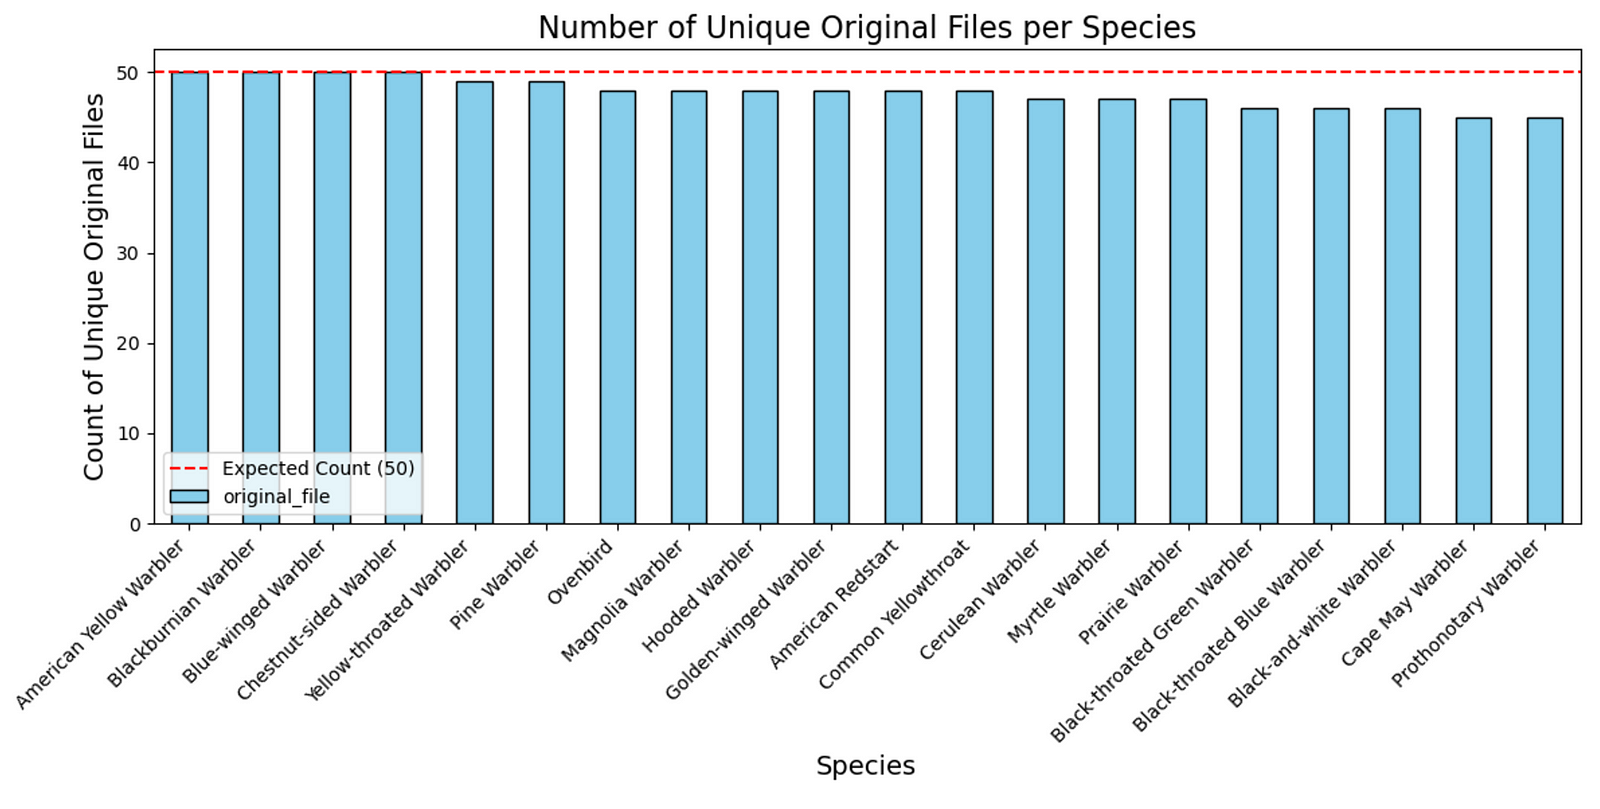 Number of Unique Original Files per Species
Count of Unique Original Files
50
40
30
20
10
0
Expected Count (50)
original_file
American Yellow Warbler
Blackburnian Warbler
Blue-winged Warbler
Chestnut-sided Warbler
Yellow-throated Warbler
Pine Warbler
Ovenbird
Magnolia Warbler
Hooded Warbler
Golden-winged Warbler
American Redstart
Common Yellowthroat
Cerulean Warbler
Myrtle Warbler
Prairie Warbler
Black-throated Green Warbler
Black-throated Blue Warbler
Black-and-white Warbler
Cape May Warbler
Prothonotary Warbler
Species